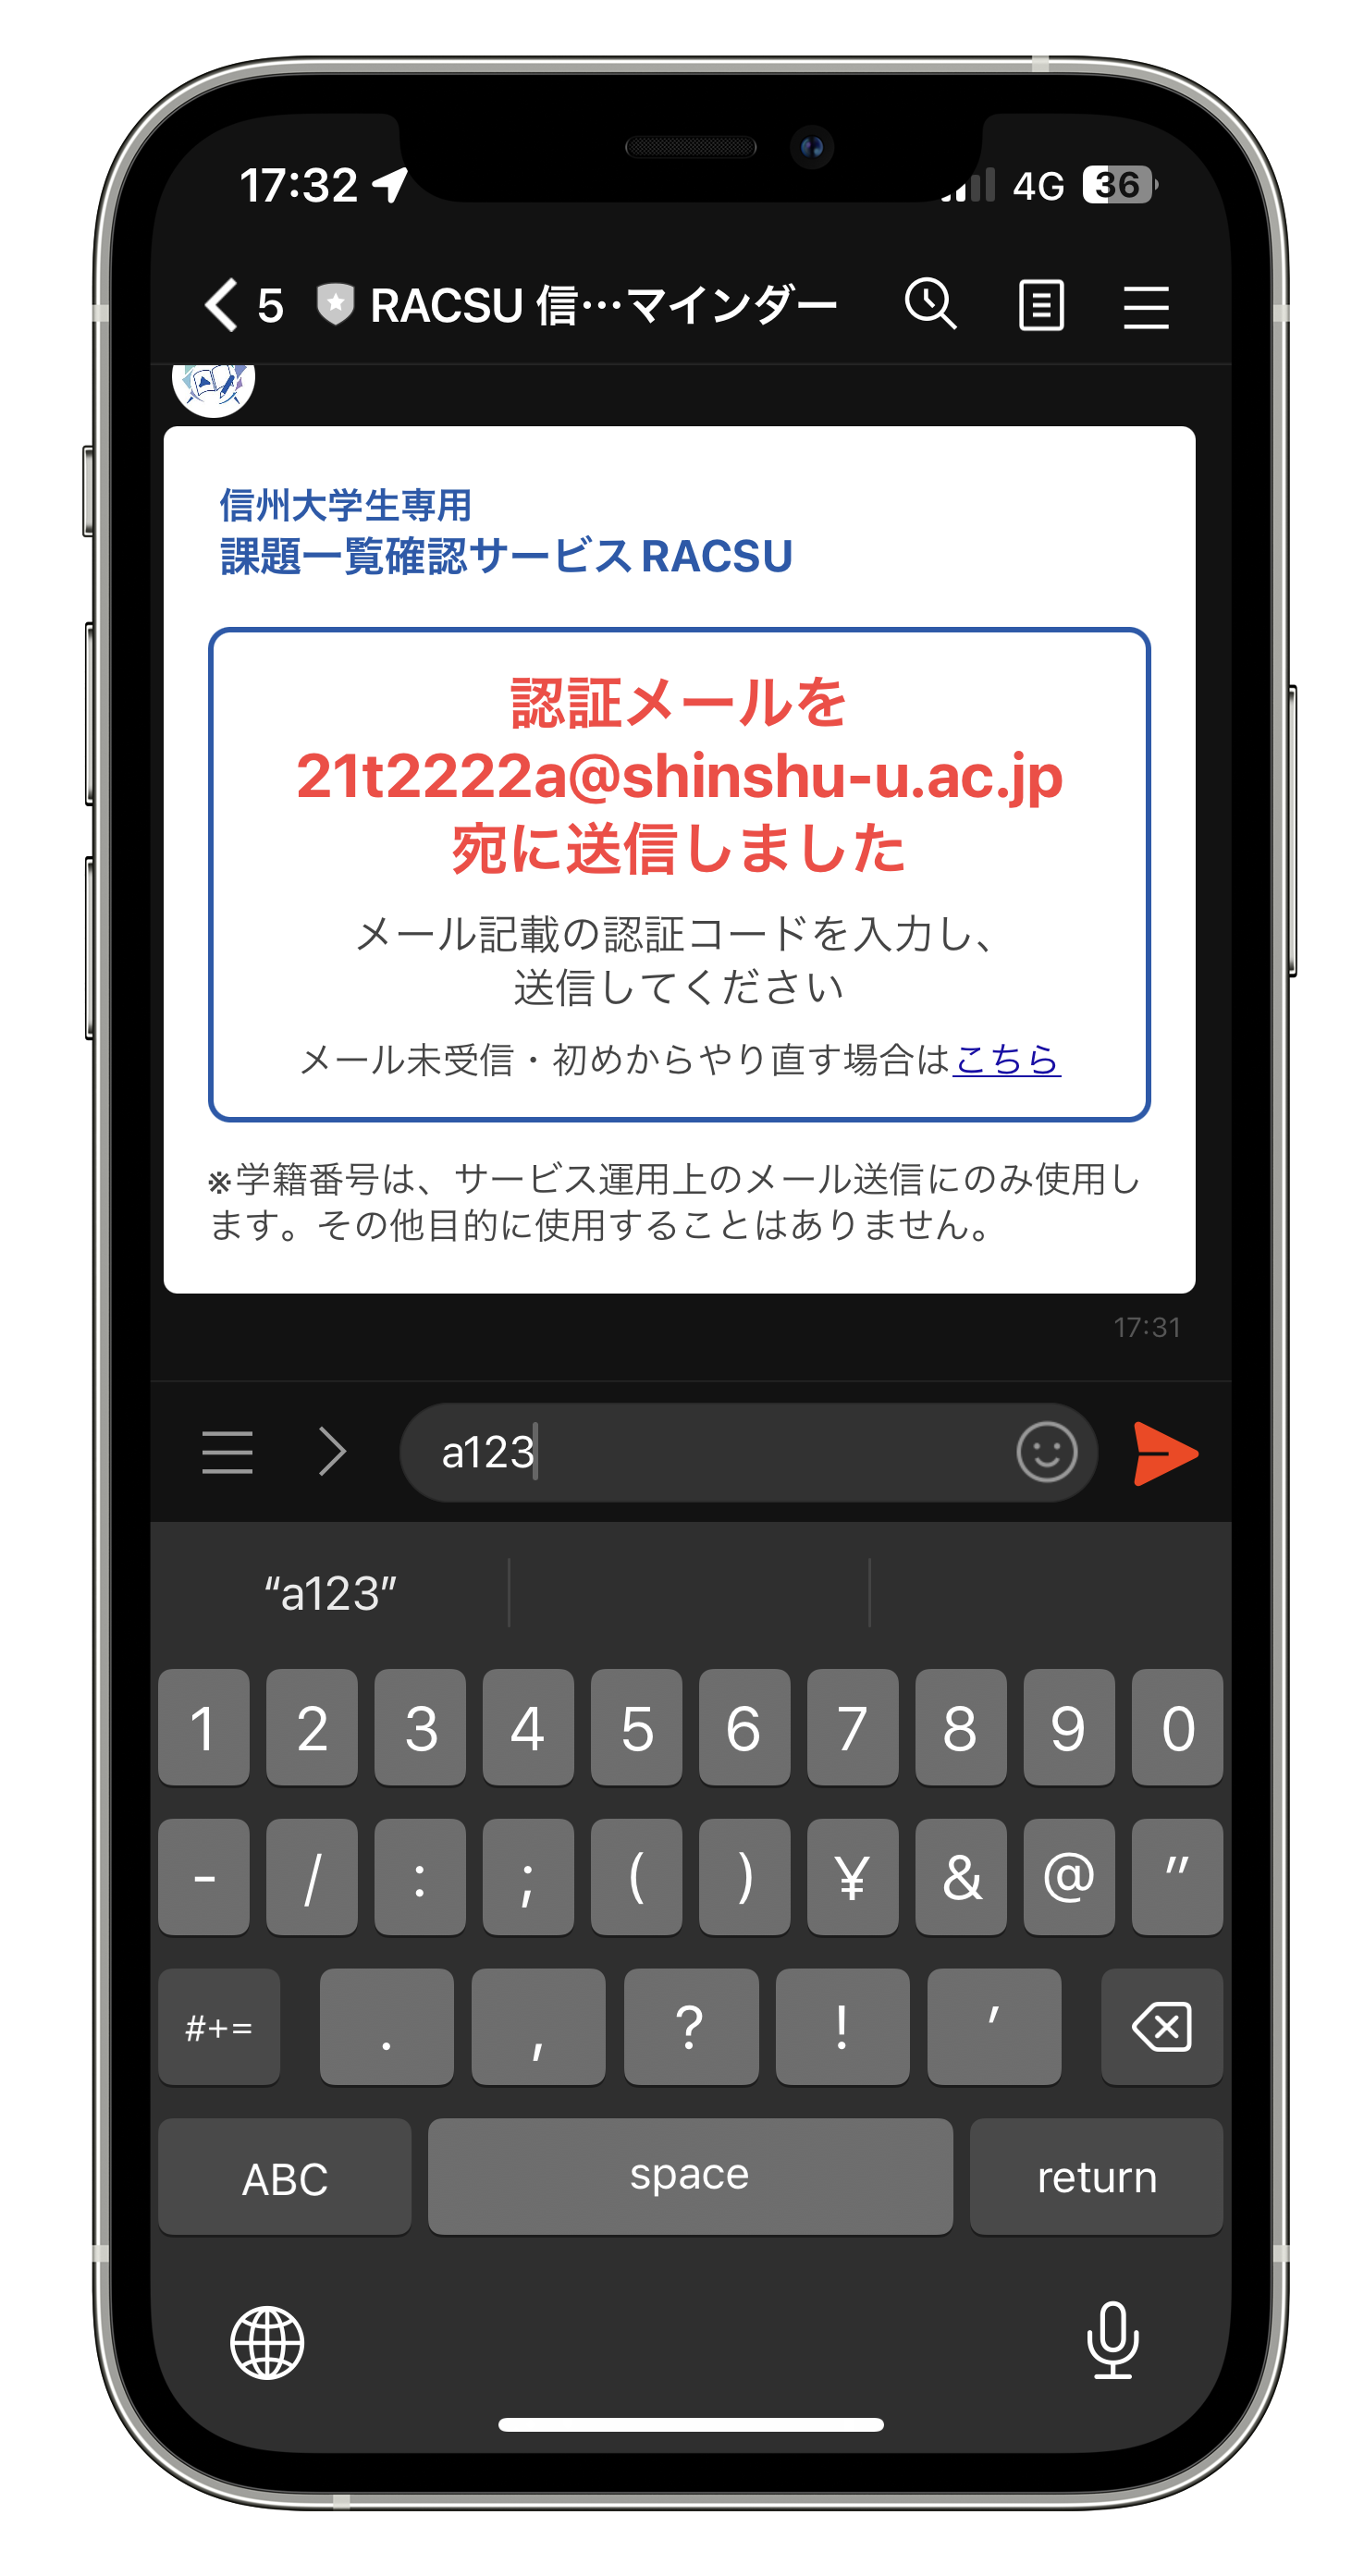 17:32 4G 36
5 RACSU 信…マインダー
信州大学生専用
課題一覧確認サービス RACSU
認証メールを
21t2222a@shinshu-u.ac.jp
宛に送信しました
メール記載の認証コードを入力し、
送信してください
メール未受信・初めからやり直す場合はこちら
※学籍番号は、サービス運用上のメール送信にのみ使用し
ます。その他目的に使用することはありません。
17:31
a123
“a123”
1 2 3 4 5 6 7 8 9 0
- / : ; ( ) ¥ & @ "
#+= . , ? ! ’
ABC space return